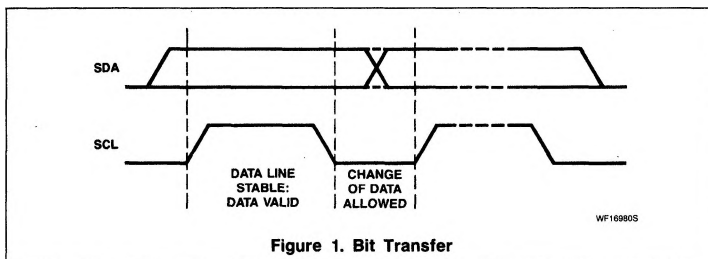 SDA
SCL
DATA LINE
STABLE:
DATA VALID
CHANGE
OF DATA
ALLOWED
WF16980S
Figure 1. Bit Transfer